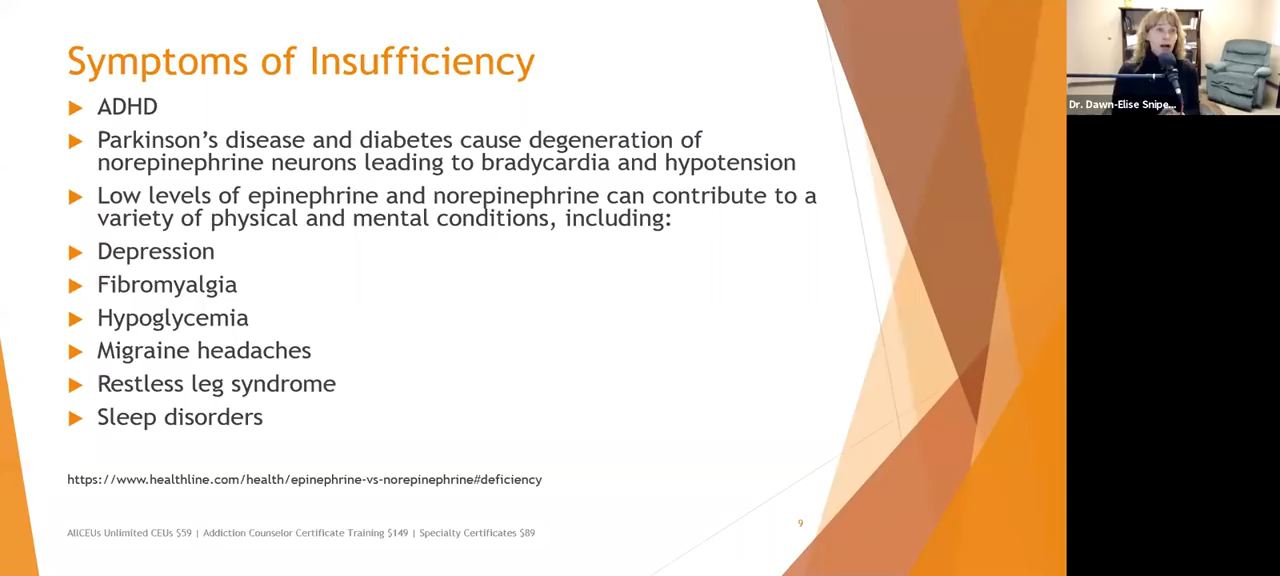 Symptoms of Insufficiency
ADHD
Parkinson's disease and diabetes cause degeneration of
norepinephrine neurons leading to bradycardia and hypotension
Low levels of epinephrine and norepinephrine can contribute to a
variety of physical and mental conditions, including:
Depression
Fibromyalgia
Hypoglycemia
Migraine headaches
Restless leg syndrome
Sleep disorders
https://www.healthline.com/health/epinephrine-vs-norepinephrine#deficiency
AllCEUs Unlimited CEUs $59 | Addiction Counselor Certificate Training $149 | Specialty Certificates $89
9
Dr. Dawn-Elise Snipe...